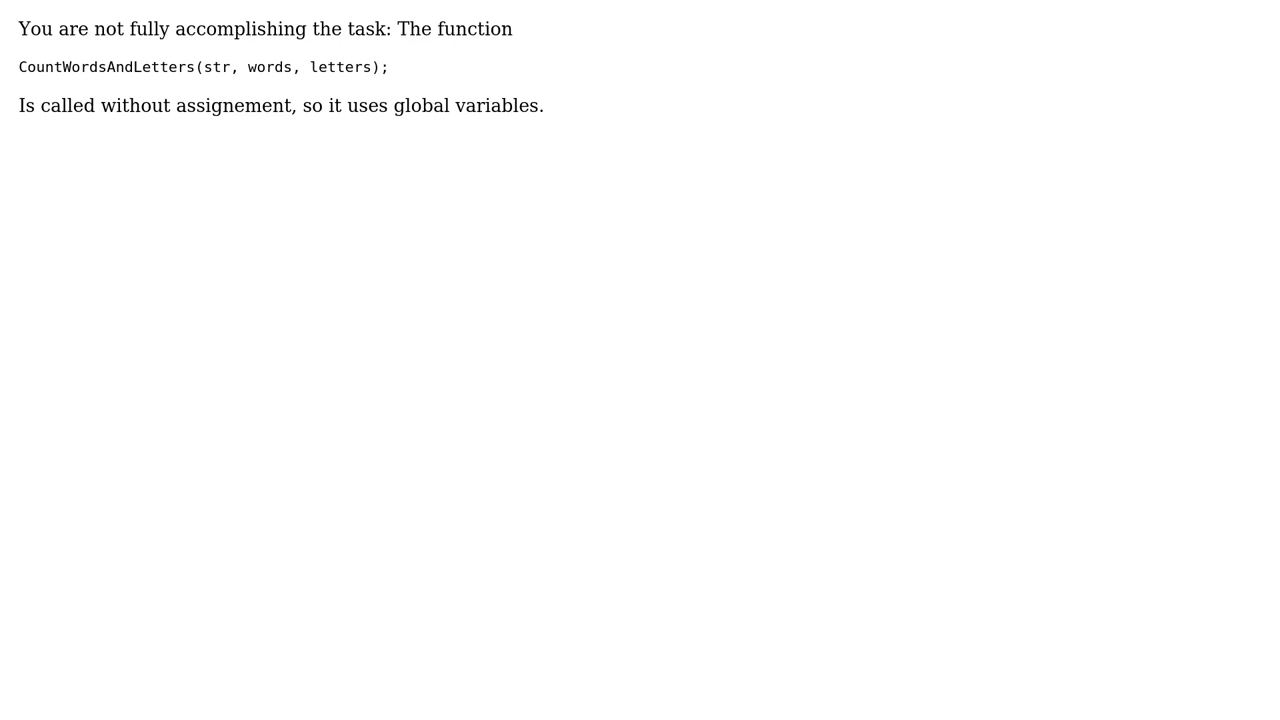 You are not fully accomplishing the task: The function
CountWordsAndLetters(str, words, letters);
Is called without assignement, so it uses global variables.